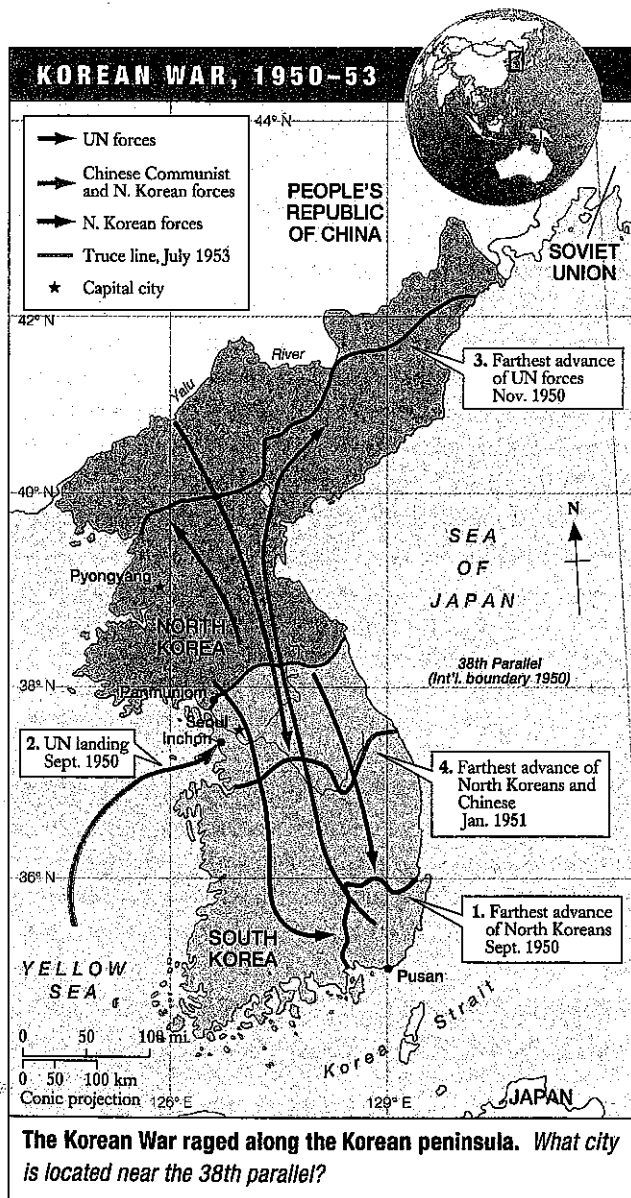 KOREAN WAR, 1950–53
UN forces
Chinese Communist
and N. Korean forces
N. Korean forces
Truce line, July 1953
Capital city
44° N
PEOPLE'S
REPUBLIC
OF CHINA
SOVIET
UNION
42° N
Yalu
River
3. Farthest advance
of UN forces
Nov. 1950
40° N
N
SEA
OF
JAPAN
Pyongyang
NORTH
KOREA
38th Parallel
(Int'l. boundary 1950)
38° N
Panmunjom
Seoul
Inchon
2. UN landing
Sept. 1950
4. Farthest advance of
North Koreans and
Chinese
Jan. 1951
36° N
1. Farthest advance
of North Koreans
Sept. 1950
SOUTH
KOREA
YELLOW
SEA
Pusan
Korea Strait
0 50 100 mi.
0 50 100 km
Conic projection
126° E
129° E
JAPAN
The Korean War raged along the Korean peninsula. What city
is located near the 38th parallel?